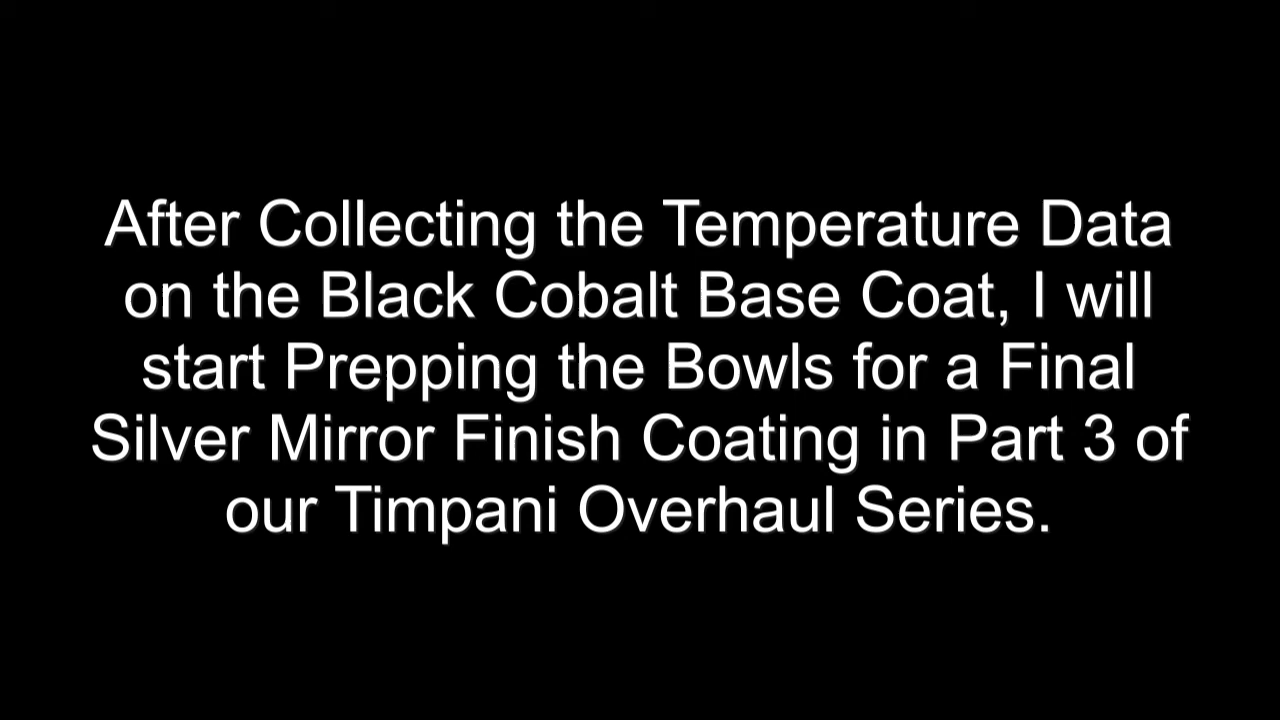 After Collecting the Temperature Data
on the Black Cobalt Base Coat, I will
start Prepping the Bowls for a Final
Silver Mirror Finish Coating in Part 3 of
our Timpani Overhaul Series.